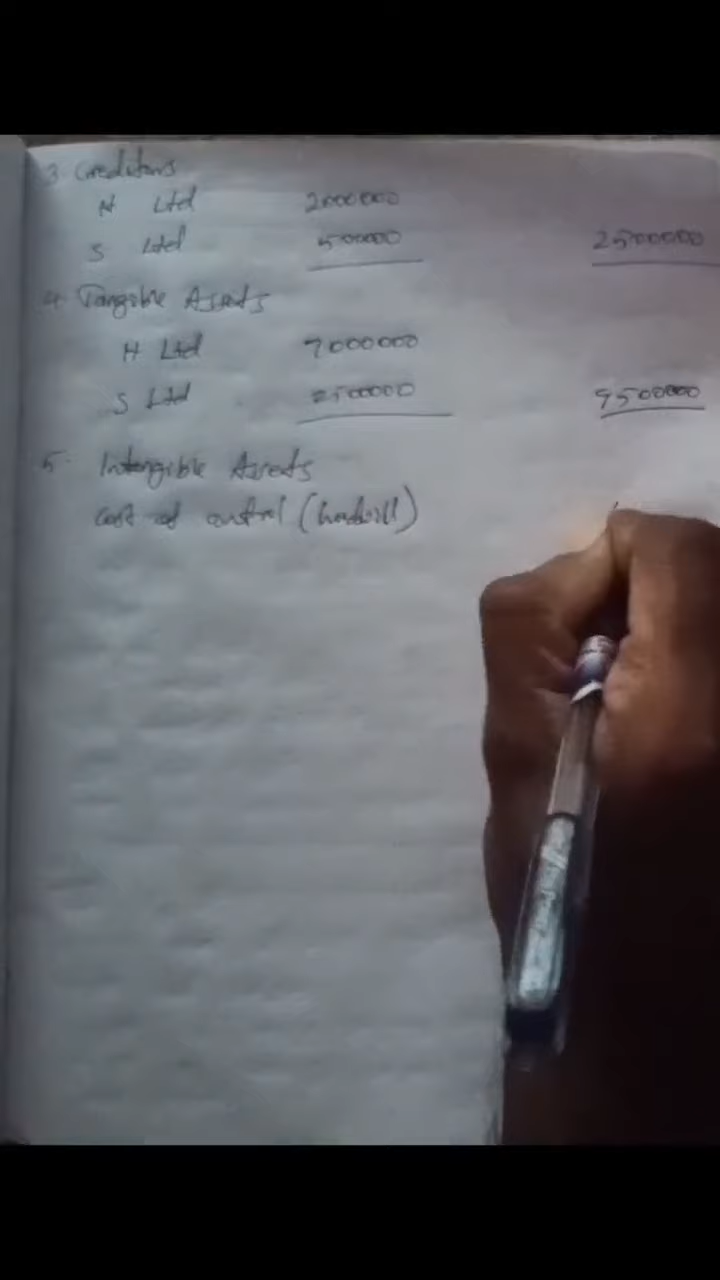 3. Creditors
H Ltd 2000000
S Ltd 500000 2500000
4. Tangible Assets
H Ltd 7000000
S Ltd 2500000 9500000
5. Intangible Assets
Cost of control (Goodwill)